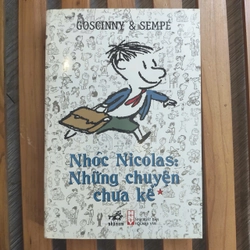 GOSCINNY & SEMPÉ
Nhóc Nicolas:
Những chuyện
chưa kể*